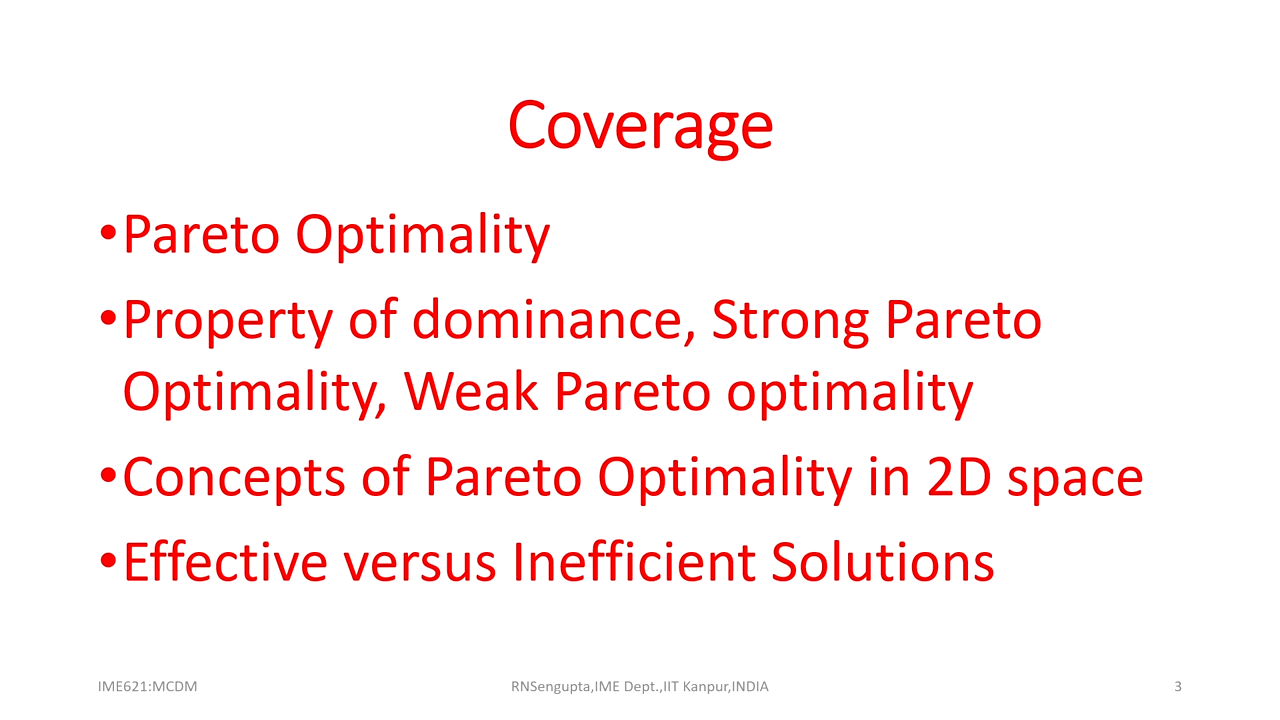 Coverage
•Pareto Optimality
•Property of dominance, Strong Pareto
Optimality, Weak Pareto optimality
•Concepts of Pareto Optimality in 2D space
•Effective versus Inefficient Solutions
IME621:MCDM
RNSengupta,IME Dept.,IIT Kanpur,INDIA
3